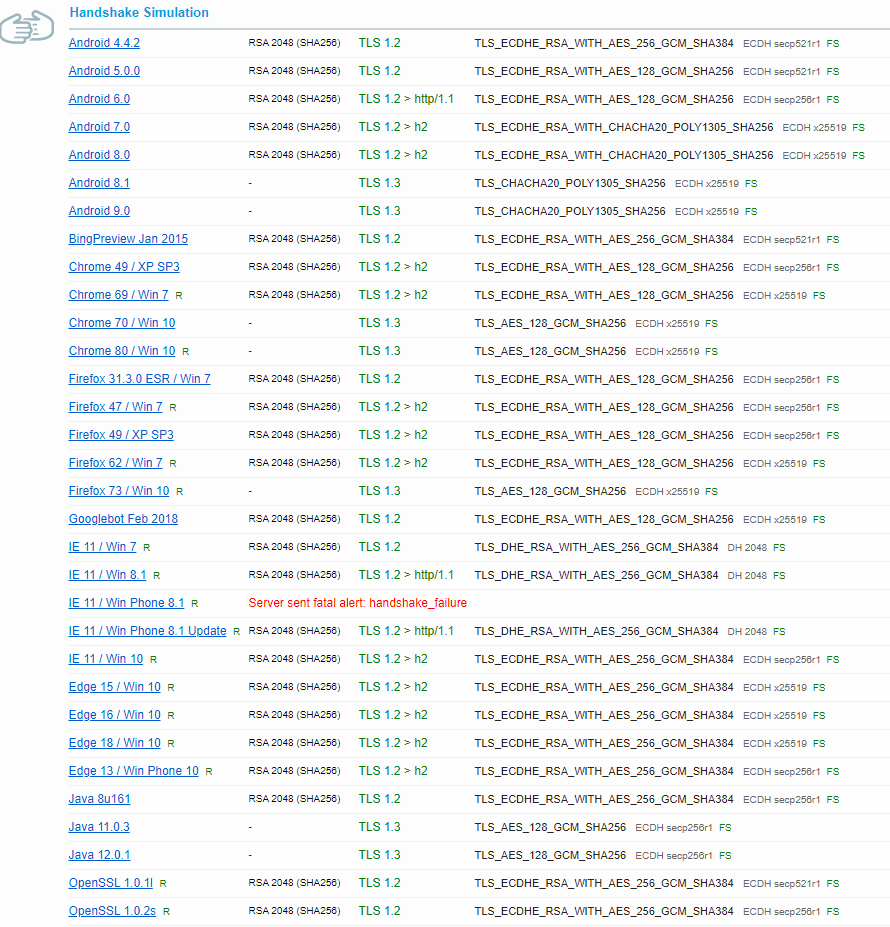 Handshake Simulation
Android 4.4.2 RSA 2048 (SHA256) TLS 1.2 TLS_ECDHE_RSA_WITH_AES_256_GCM_SHA384 ECDH secp521r1 FS
Android 5.0.0 RSA 2048 (SHA256) TLS 1.2 TLS_ECDHE_RSA_WITH_AES_128_GCM_SHA256 ECDH secp521r1 FS
Android 6.0 RSA 2048 (SHA256) TLS 1.2 > http/1.1 TLS_ECDHE_RSA_WITH_AES_128_GCM_SHA256 ECDH secp256r1 FS
Android 7.0 RSA 2048 (SHA256) TLS 1.2 > h2 TLS_ECDHE_RSA_WITH_CHACHA20_POLY1305_SHA256 ECDH x25519 FS
Android 8.0 RSA 2048 (SHA256) TLS 1.2 > h2 TLS_ECDHE_RSA_WITH_CHACHA20_POLY1305_SHA256 ECDH x25519 FS
Android 8.1 - TLS 1.3 TLS_CHACHA20_POLY1305_SHA256 ECDH x25519 FS
Android 9.0 - TLS 1.3 TLS_CHACHA20_POLY1305_SHA256 ECDH x25519 FS
BingPreview Jan 2015 RSA 2048 (SHA256) TLS 1.2 TLS_ECDHE_RSA_WITH_AES_256_GCM_SHA384 ECDH secp521r1 FS
Chrome 49 / XP SP3 RSA 2048 (SHA256) TLS 1.2 > h2 TLS_ECDHE_RSA_WITH_AES_128_GCM_SHA256 ECDH secp256r1 FS
Chrome 69 / Win 7 R RSA 2048 (SHA256) TLS 1.2 > h2 TLS_ECDHE_RSA_WITH_AES_128_GCM_SHA256 ECDH x25519 FS
Chrome 70 / Win 10 - TLS 1.3 TLS_AES_128_GCM_SHA256 ECDH x25519 FS
Chrome 80 / Win 10 R - TLS 1.3 TLS_AES_128_GCM_SHA256 ECDH x25519 FS
Firefox 31.3.0 ESR / Win 7 RSA 2048 (SHA256) TLS 1.2 TLS_ECDHE_RSA_WITH_AES_128_GCM_SHA256 ECDH secp256r1 FS
Firefox 47 / Win 7 R RSA 2048 (SHA256) TLS 1.2 > h2 TLS_ECDHE_RSA_WITH_AES_128_GCM_SHA256 ECDH secp256r1 FS
Firefox 49 / XP SP3 RSA 2048 (SHA256) TLS 1.2 > h2 TLS_ECDHE_RSA_WITH_AES_128_GCM_SHA256 ECDH secp256r1 FS
Firefox 62 / Win 7 R RSA 2048 (SHA256) TLS 1.2 > h2 TLS_ECDHE_RSA_WITH_AES_128_GCM_SHA256 ECDH x25519 FS
Firefox 73 / Win 10 R - TLS 1.3 TLS_AES_128_GCM_SHA256 ECDH x25519 FS
Googlebot Feb 2018 RSA 2048 (SHA256) TLS 1.2 TLS_ECDHE_RSA_WITH_AES_128_GCM_SHA256 ECDH x25519 FS
IE 11 / Win 7 R RSA 2048 (SHA256) TLS 1.2 TLS_DHE_RSA_WITH_AES_256_GCM_SHA384 DH 2048 FS
IE 11 / Win 8.1 R RSA 2048 (SHA256) TLS 1.2 > http/1.1 TLS_DHE_RSA_WITH_AES_256_GCM_SHA384 DH 2048 FS
IE 11 / Win Phone 8.1 R Server sent fatal alert: handshake_failure
IE 11 / Win Phone 8.1 Update R RSA 2048 (SHA256) TLS 1.2 > http/1.1 TLS_DHE_RSA_WITH_AES_256_GCM_SHA384 DH 2048 FS
IE 11 / Win 10 R RSA 2048 (SHA256) TLS 1.2 > h2 TLS_ECDHE_RSA_WITH_AES_256_GCM_SHA384 ECDH secp256r1 FS
Edge 15 / Win 10 R RSA 2048 (SHA256) TLS 1.2 > h2 TLS_ECDHE_RSA_WITH_AES_256_GCM_SHA384 ECDH x25519 FS
Edge 16 / Win 10 R RSA 2048 (SHA256) TLS 1.2 > h2 TLS_ECDHE_RSA_WITH_AES_256_GCM_SHA384 ECDH x25519 FS
Edge 18 / Win 10 R RSA 2048 (SHA256) TLS 1.2 > h2 TLS_ECDHE_RSA_WITH_AES_256_GCM_SHA384 ECDH x25519 FS
Edge 13 / Win Phone 10 R RSA 2048 (SHA256) TLS 1.2 > h2 TLS_ECDHE_RSA_WITH_AES_256_GCM_SHA384 ECDH secp256r1 FS
Java 8u161 RSA 2048 (SHA256) TLS 1.2 TLS_ECDHE_RSA_WITH_AES_256_GCM_SHA384 ECDH secp256r1 FS
Java 11.0.3 - TLS 1.3 TLS_AES_128_GCM_SHA256 ECDH secp256r1 FS
Java 12.0.1 - TLS 1.3 TLS_AES_128_GCM_SHA256 ECDH secp256r1 FS
OpenSSL 1.0.1l R RSA 2048 (SHA256) TLS 1.2 TLS_ECDHE_RSA_WITH_AES_256_GCM_SHA384 ECDH secp521r1 FS
OpenSSL 1.0.2s R RSA 2048 (SHA256) TLS 1.2 TLS_ECDHE_RSA_WITH_AES_256_GCM_SHA384 ECDH secp256r1 FS